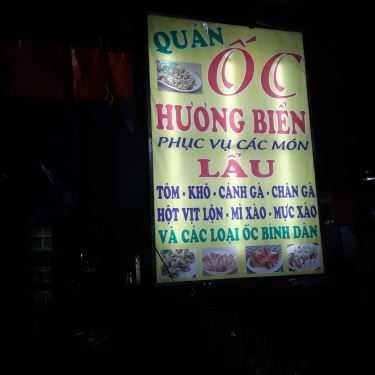 QUÁN
ỐC
HƯƠNG BIỂN
PHỤC VỤ CÁC MÓN
LẨU
TÔM - KHÔ - CÁNH GÀ - CHÂN GÀ
HỘT VỊT LỘN - MÌ XÀO - MỰC XÀO
VÀ CÁC LOẠI ỐC BÌNH DÂN